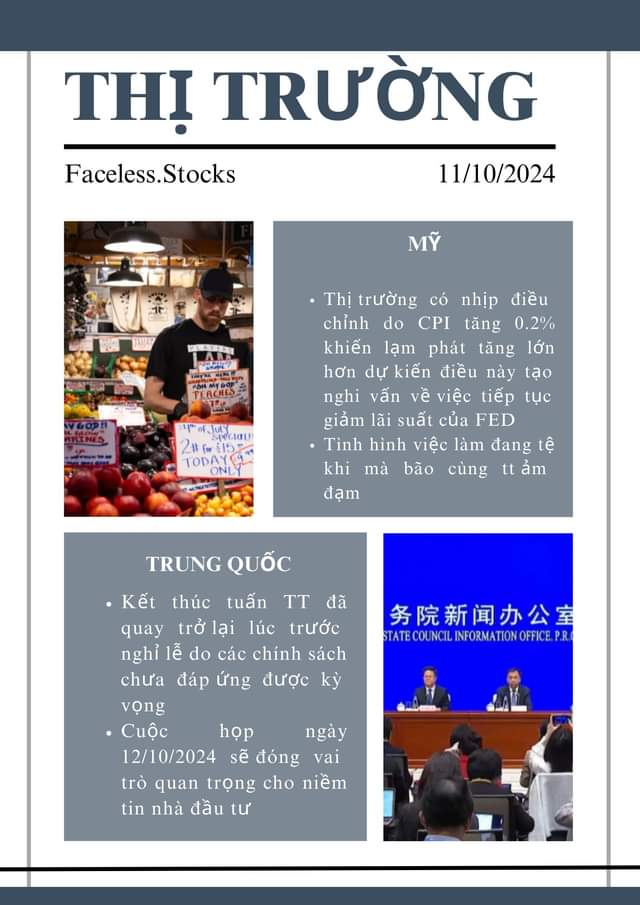 THỊ TRƯỜNG
Faceless.Stocks
11/10/2024
MỸ
• Thị trường có nhịp điều
chỉnh do CPI tăng 0.2%
khiến lạm phát tăng lớn
hơn dự kiến điều này tạo
nghi vấn về việc tiếp tục
giảm lãi suất của FED
• Tình hình việc làm đang tệ
khi mà bão cùng tt ảm
đạm
OH MY GOD!!
PEACHES
4th of July
SPECIAL!
2# for $15
TODAY
ONLY
TRUNG QUỐC
• Kết thúc tuần TT đã
quay trở lại lúc trước
nghỉ lễ do các chính sách
chưa đáp ứng được kỳ
vọng
• Cuộc họp ngày
12/10/2024 sẽ đóng vai
trò quan trọng cho niềm
tin nhà đầu tư
务院新闻办公室
STATE COUNCIL INFORMATION OFFICE, P.R.C